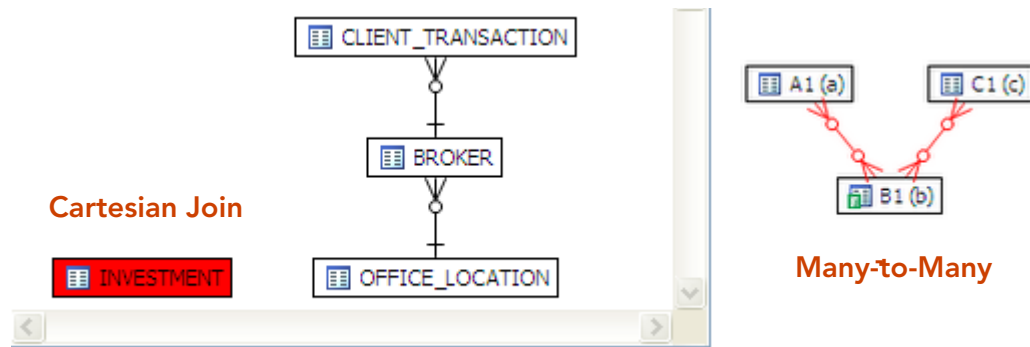 CLIENT_TRANSACTION
BROKER
Cartesian Join
INVESTMENT
OFFICE_LOCATION
A1 (a)
C1 (c)
B1 (b)
Many-to-Many